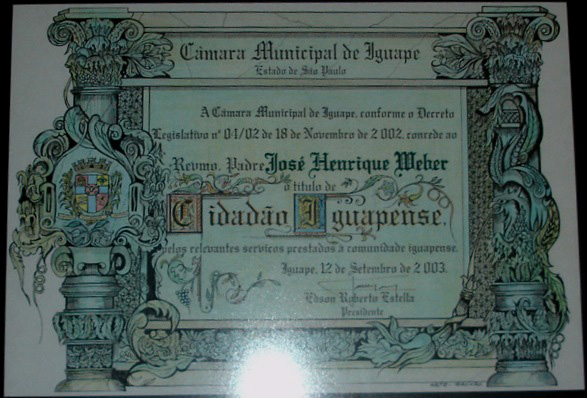 Câmara Municipal de Iguape
Estado de São Paulo
A Câmara Municipal de Iguape, conforme o Decreto
Legislativo nº 04/02 de 18 de Novembro de 2 002, concede ao
Revmo. Padre José Henrique Weber
o titulo de
Cidadão Iguapense,
pelos relevantes serviços prestados à comunidade iguapense.
Iguape, 12 de Setembro de 2 003.
Edson Roberto Estella
Presidente